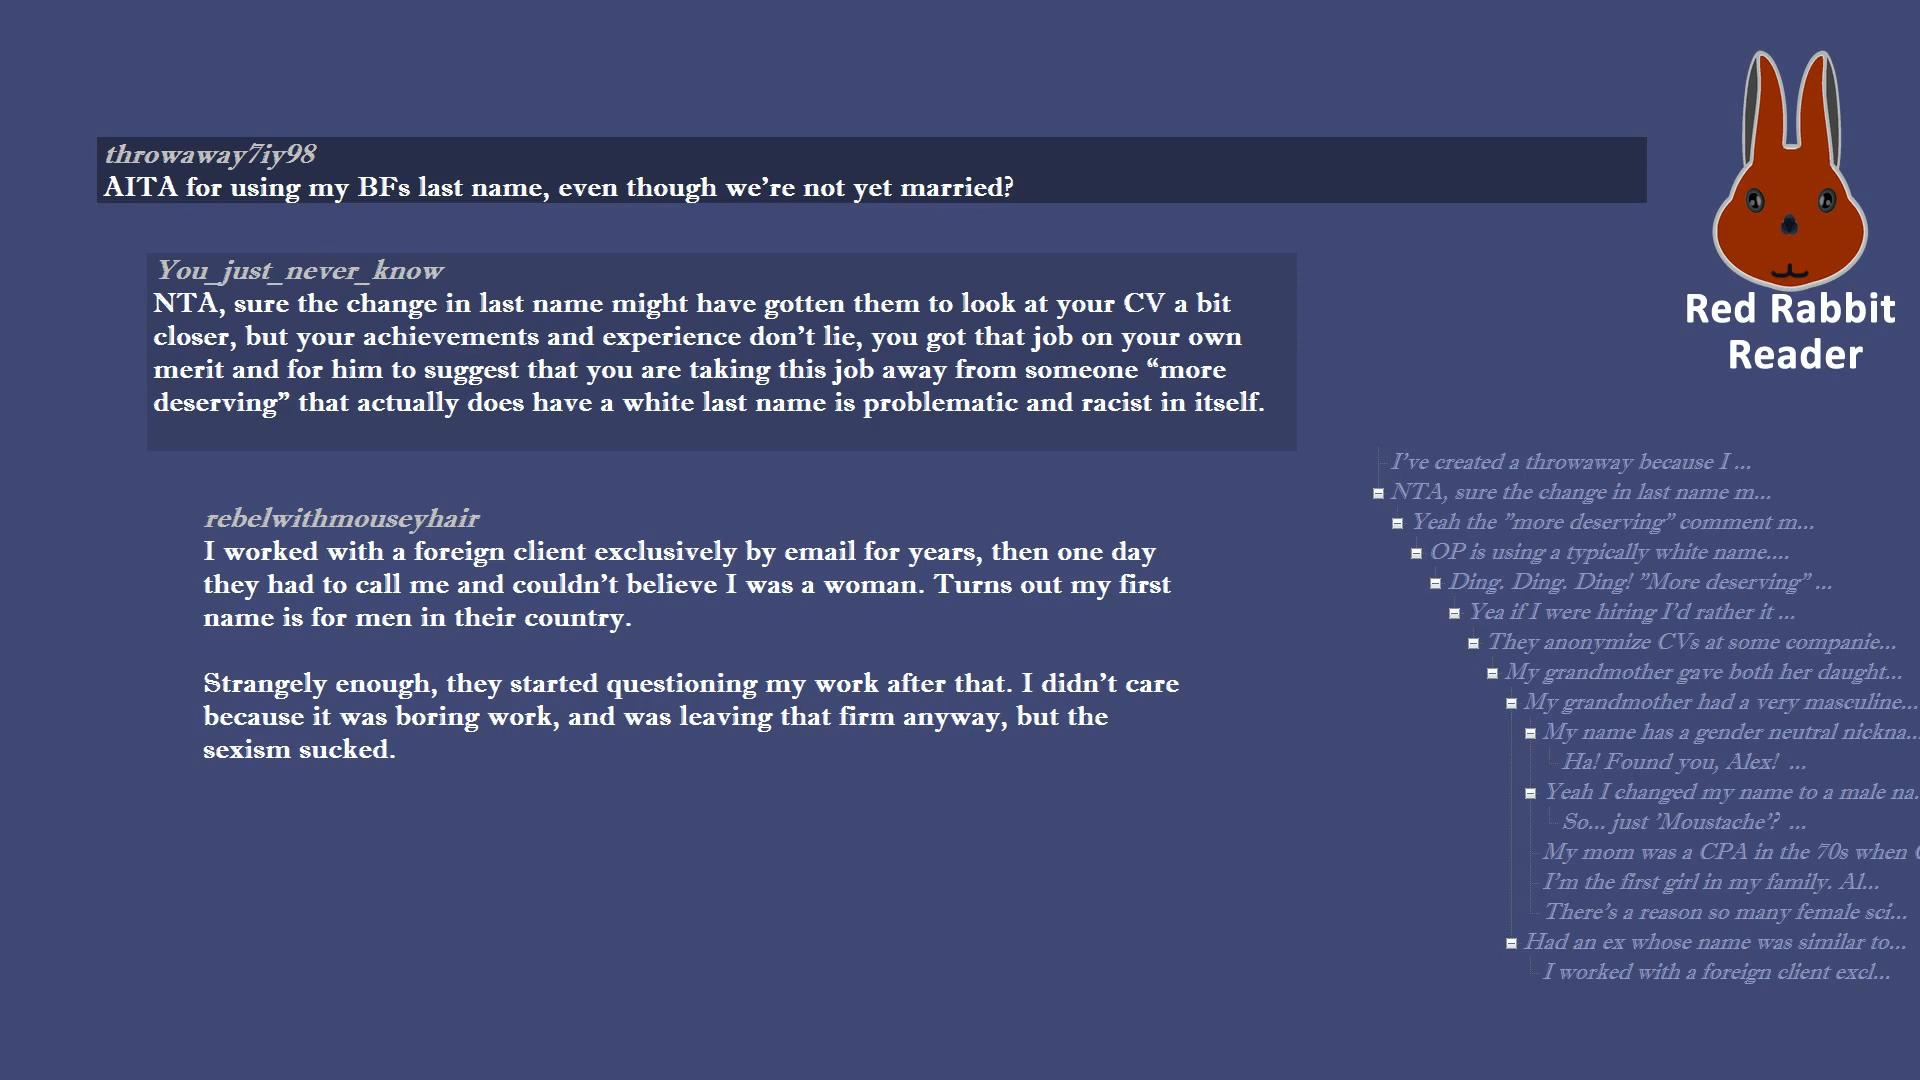 throwaway7iy98
AITA for using my BFs last name, even though we're not yet married?
You_just_never_know
NTA, sure the change in last name might have gotten them to look at your CV a bit
closer, but your achievements and experience don't lie, you got that job on your own
merit and for him to suggest that you are taking this job away from someone “more
deserving” that actually does have a white last name is problematic and racist in itself.
rebelwithmouseyhair
I worked with a foreign client exclusively by email for years, then one day
they had to call me and couldn't believe I was a woman. Turns out my first
name is for men in their country.
Strangely enough, they started questioning my work after that. I didn't care
because it was boring work, and was leaving that firm anyway, but the
sexism sucked.
Red Rabbit
Reader
I've created a throwaway because I ...
NTA, sure the change in last name m...
Yeah the "more deserving" comment m...
OP is using a typically white name....
Ding. Ding. Ding! "More deserving" ...
Yea if I were hiring I'd rather it ...
They anonymize CVs at some companie...
My grandmother gave both her daught...
My grandmother had a very masculine...
My name has a gender neutral nickna...
Ha! Found you, Alex! ...
Yeah I changed my name to a male na.
So... just 'Moustache'? ...
My mom was a CPA in the 70s when
I'm the first girl in my family. Al...
There's a reason so many female sci...
Had an ex whose name was similar to...
I worked with a foreign client excl...